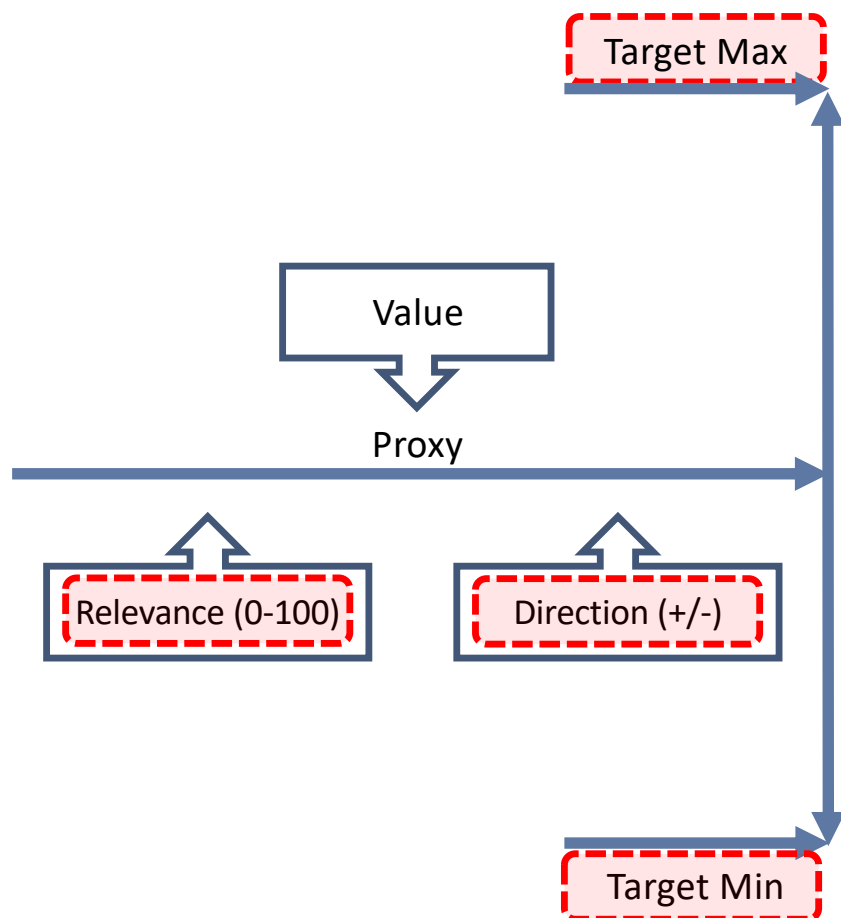 Target Max
Value
Proxy
Relevance (0-100)
Direction (+/-)
Target Min